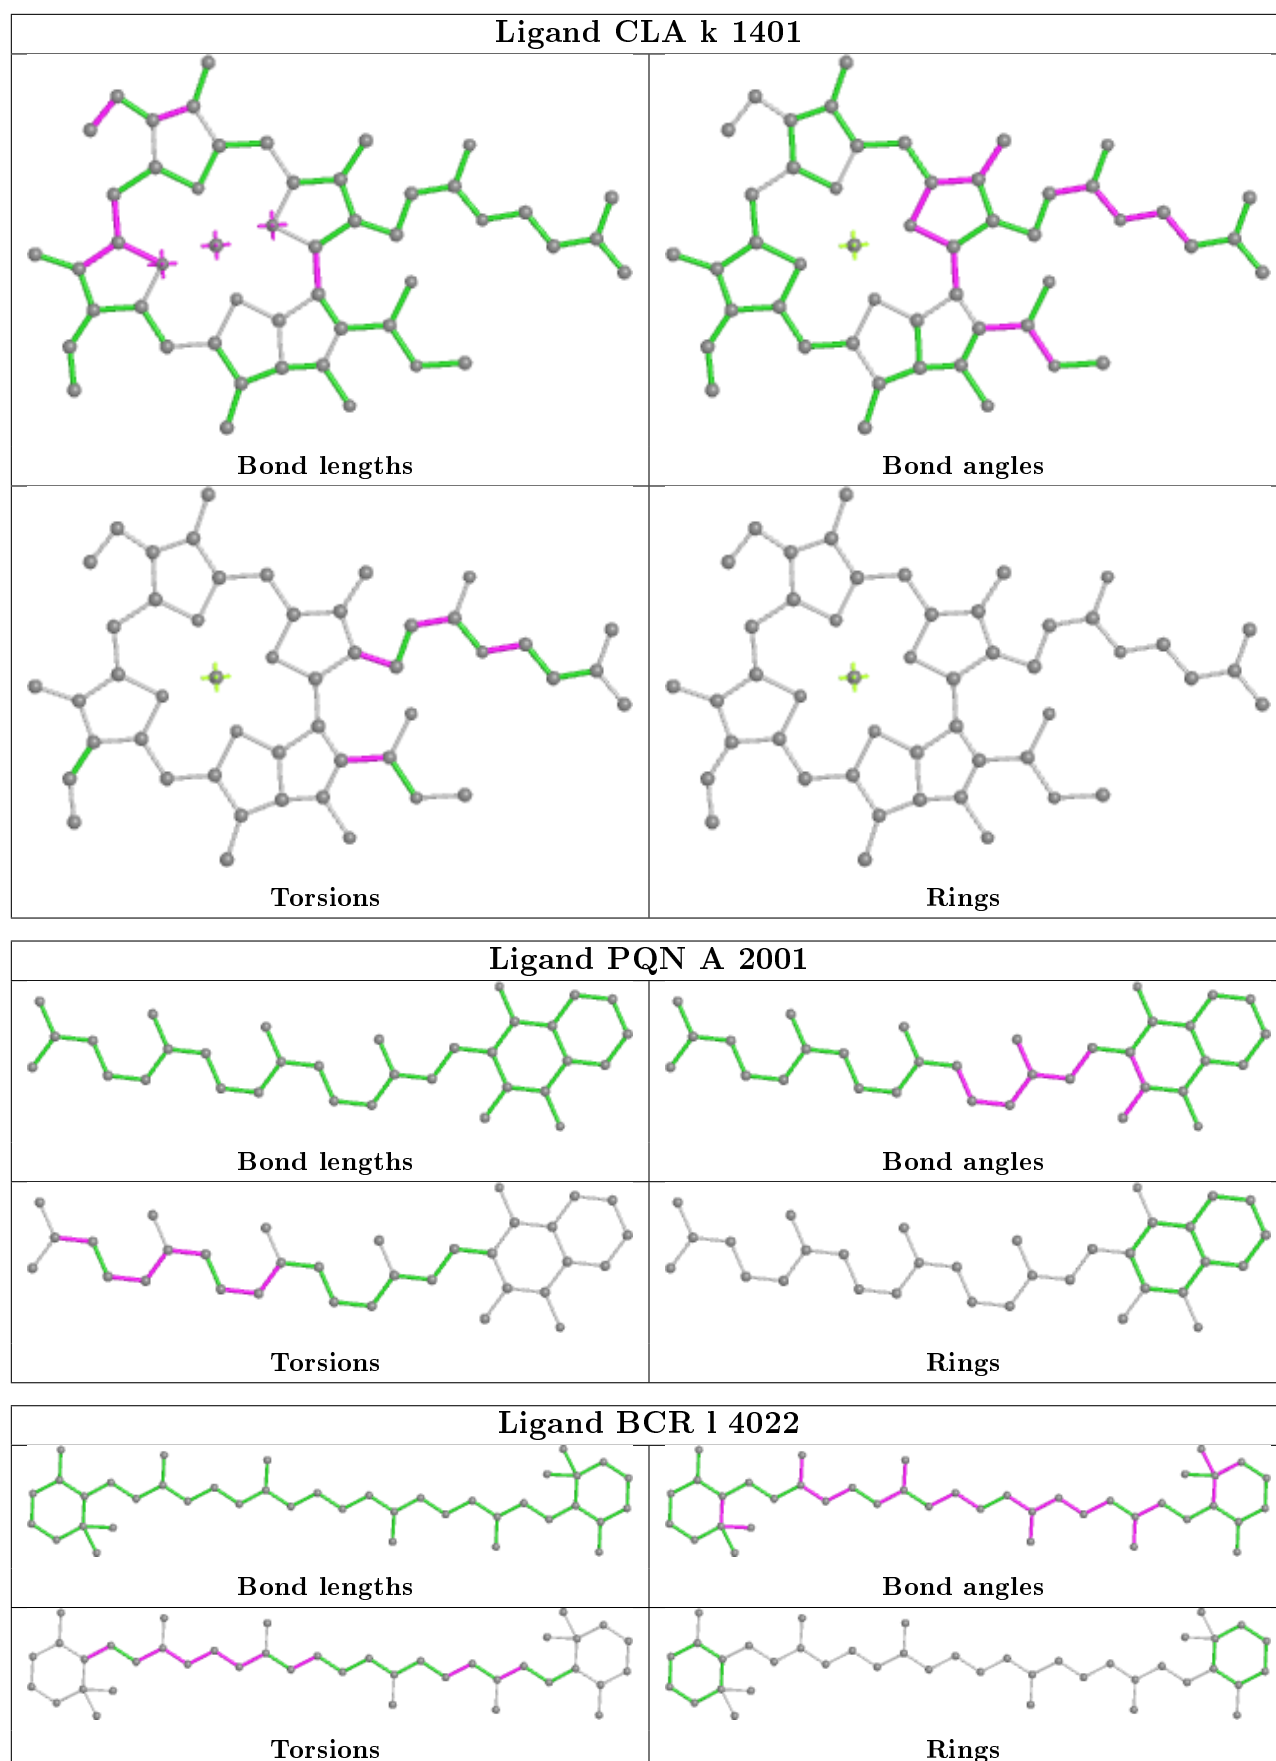 Ligand CLA k 1401
Bond lengths
Bond angles
Torsions
Rings
Ligand PQN A 2001
Bond lengths
Bond angles
Torsions
Rings
Ligand BCR l 4022
Bond lengths
Bond angles
Torsions
Rings